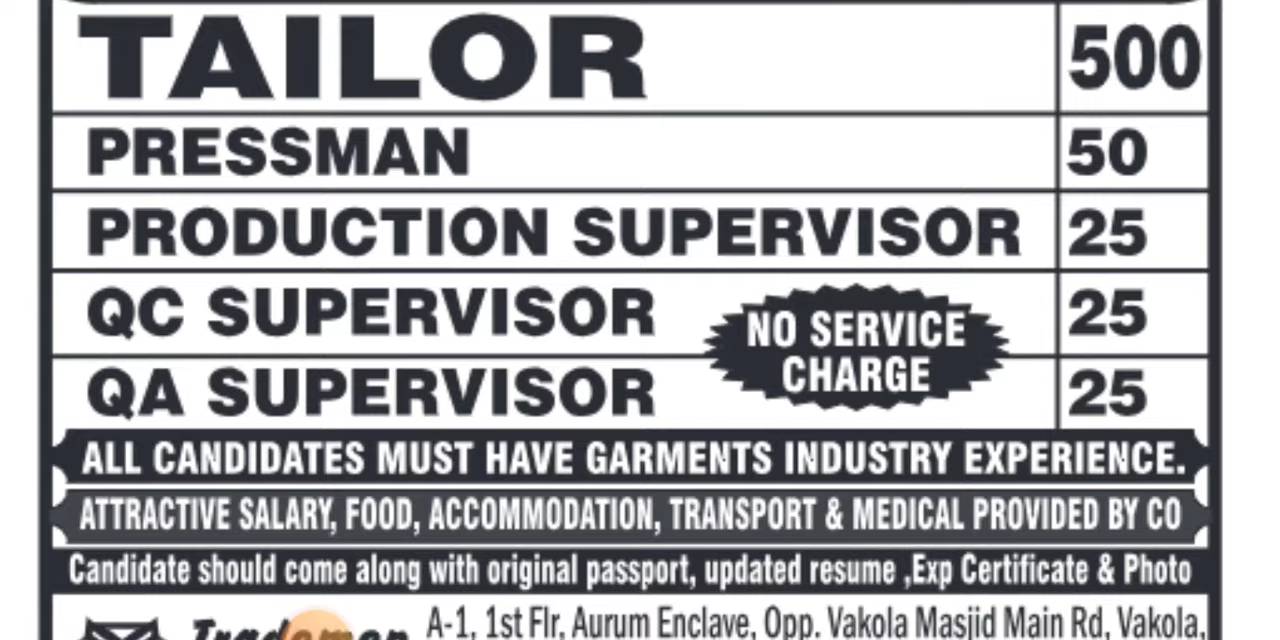 TAILOR 500
PRESSMAN 50
PRODUCTION SUPERVISOR 25
QC SUPERVISOR 25
NO SERVICE
CHARGE
QA SUPERVISOR 25
ALL CANDIDATES MUST HAVE GARMENTS INDUSTRY EXPERIENCE.
ATTRACTIVE SALARY, FOOD, ACCOMMODATION, TRANSPORT & MEDICAL PROVIDED BY CO
Candidate should come along with original passport, updated resume ,Exp Certificate & Photo
A-1, 1st Flr, Aurum Enclave, Opp. Vakola Masjid Main Rd, Vakola,